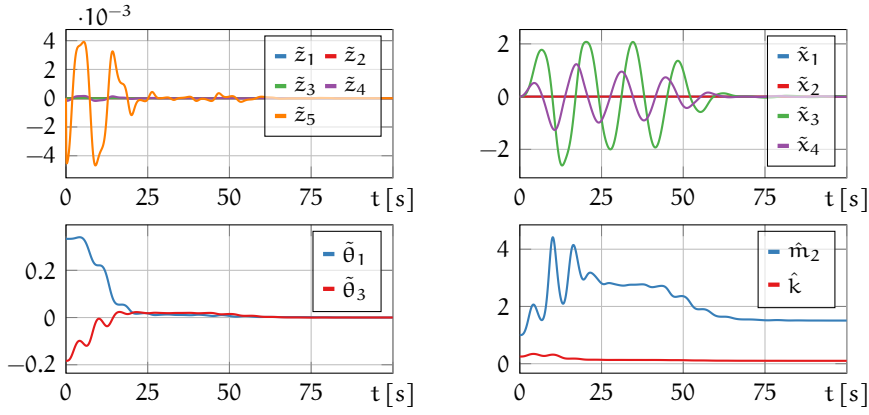 ·10⁻³
4
2
0
−2
−4
z̃₁ z̃₂
z̃₃ z̃₄
z̃₅
0 25 50 75 t [s]
2
0
−2
x̃₁
x̃₂
x̃₃
x̃₄
0 25 50 75 t [s]
0.2
0
−0.2
θ̃₁
θ̃₃
0 25 50 75 t [s]
4
2
0
m̂₂
k̂
0 25 50 75 t [s]